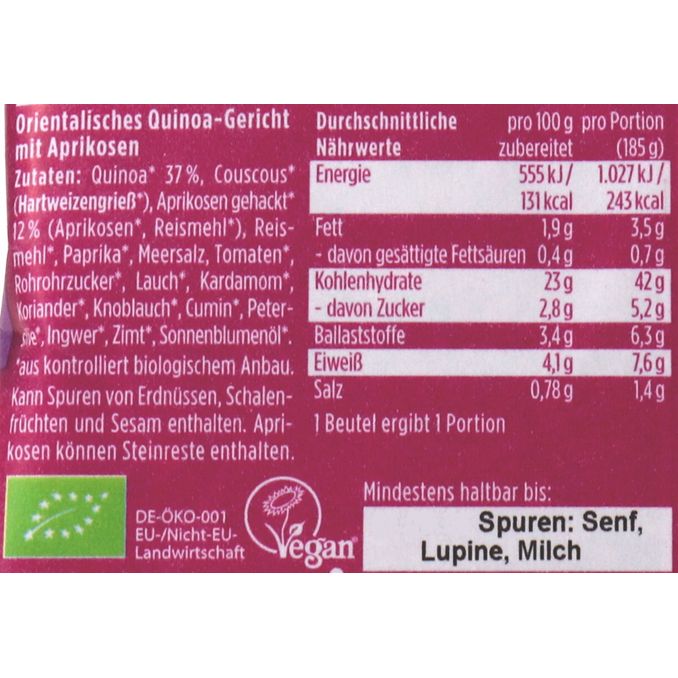 Orientalisches Quinoa-Gericht
mit Aprikosen
Zutaten: Quinoa* 37%, Couscous*
(Hartweizengrieß*), Aprikosen gehackt*
12% (Aprikosen*, Reismehl*), Reis-
mehl*, Paprika*, Meersalz, Tomaten*,
Rohrohrzucker*, Lauch*, Kardamom*,
Koriander*, Knoblauch*, Cumin*, Peter-
Ingwer*, Zimt*, Sonnenblumenöl*.
*aus kontrolliert biologischem Anbau.
Kann Spuren von Erdnüssen, Schalen-
früchten und Sesam enthalten. Apri-
kosen können Steinreste enthalten.
Durchschnittliche pro 100 g pro Portion
Nährwerte zubereitet (185 g)
Energie 555 kJ/ 1.027 kJ/
131 kcal 243 kcal
Fett 1,9 g 3,5 g
- davon gesättigte Fettsäuren 0,4 g 0,7 g
Kohlenhydrate 23 g 42 g
- davon Zucker 2,8 g 5,2 g
Ballaststoffe 3,4 g 6,3 g
Eiweiß 4,1 g 7,6 g
Salz 0,78 g 1,4 g
1 Beutel ergibt 1 Portion
DE-ÖKO-001
EU-/Nicht-EU-
Landwirtschaft
Vegan
Mindestens haltbar bis:
Spuren: Senf,
Lupine, Milch